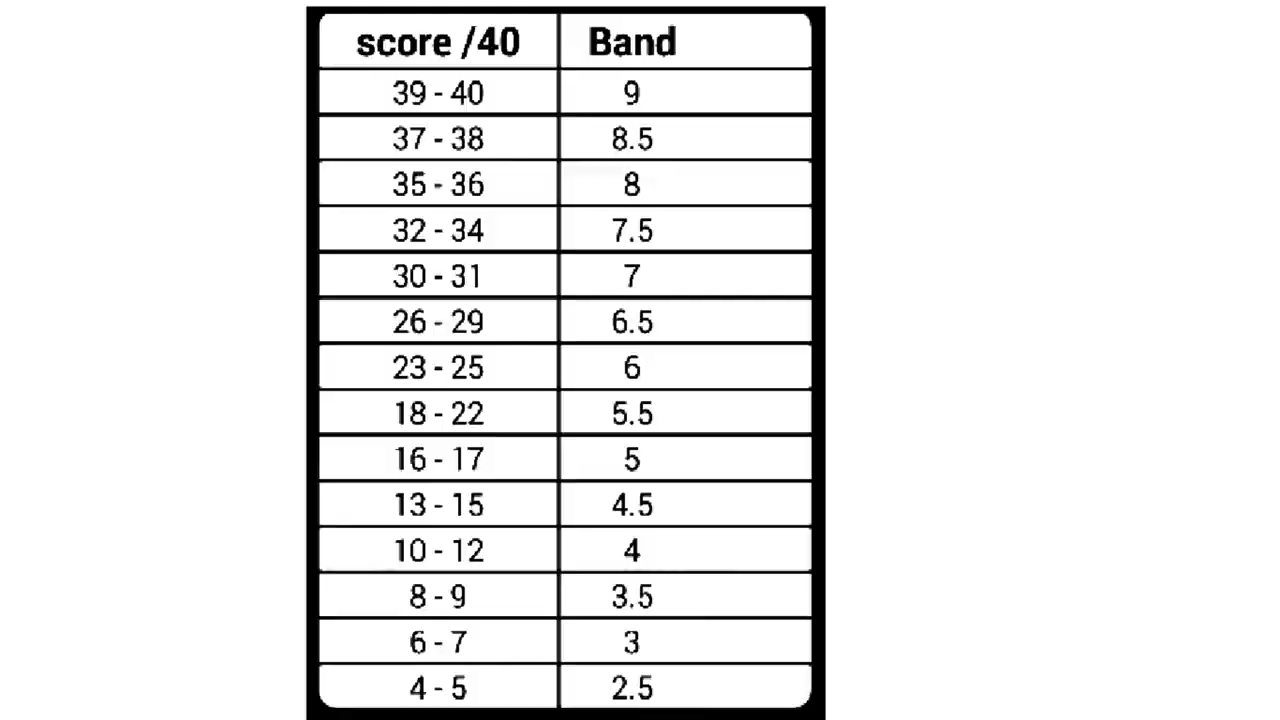 score /40 Band
39 - 40 9
37 - 38 8.5
35 - 36 8
32 - 34 7.5
30 - 31 7
26 - 29 6.5
23 - 25 6
18 - 22 5.5
16 - 17 5
13 - 15 4.5
10 - 12 4
8 - 9 3.5
6 - 7 3
4 - 5 2.5